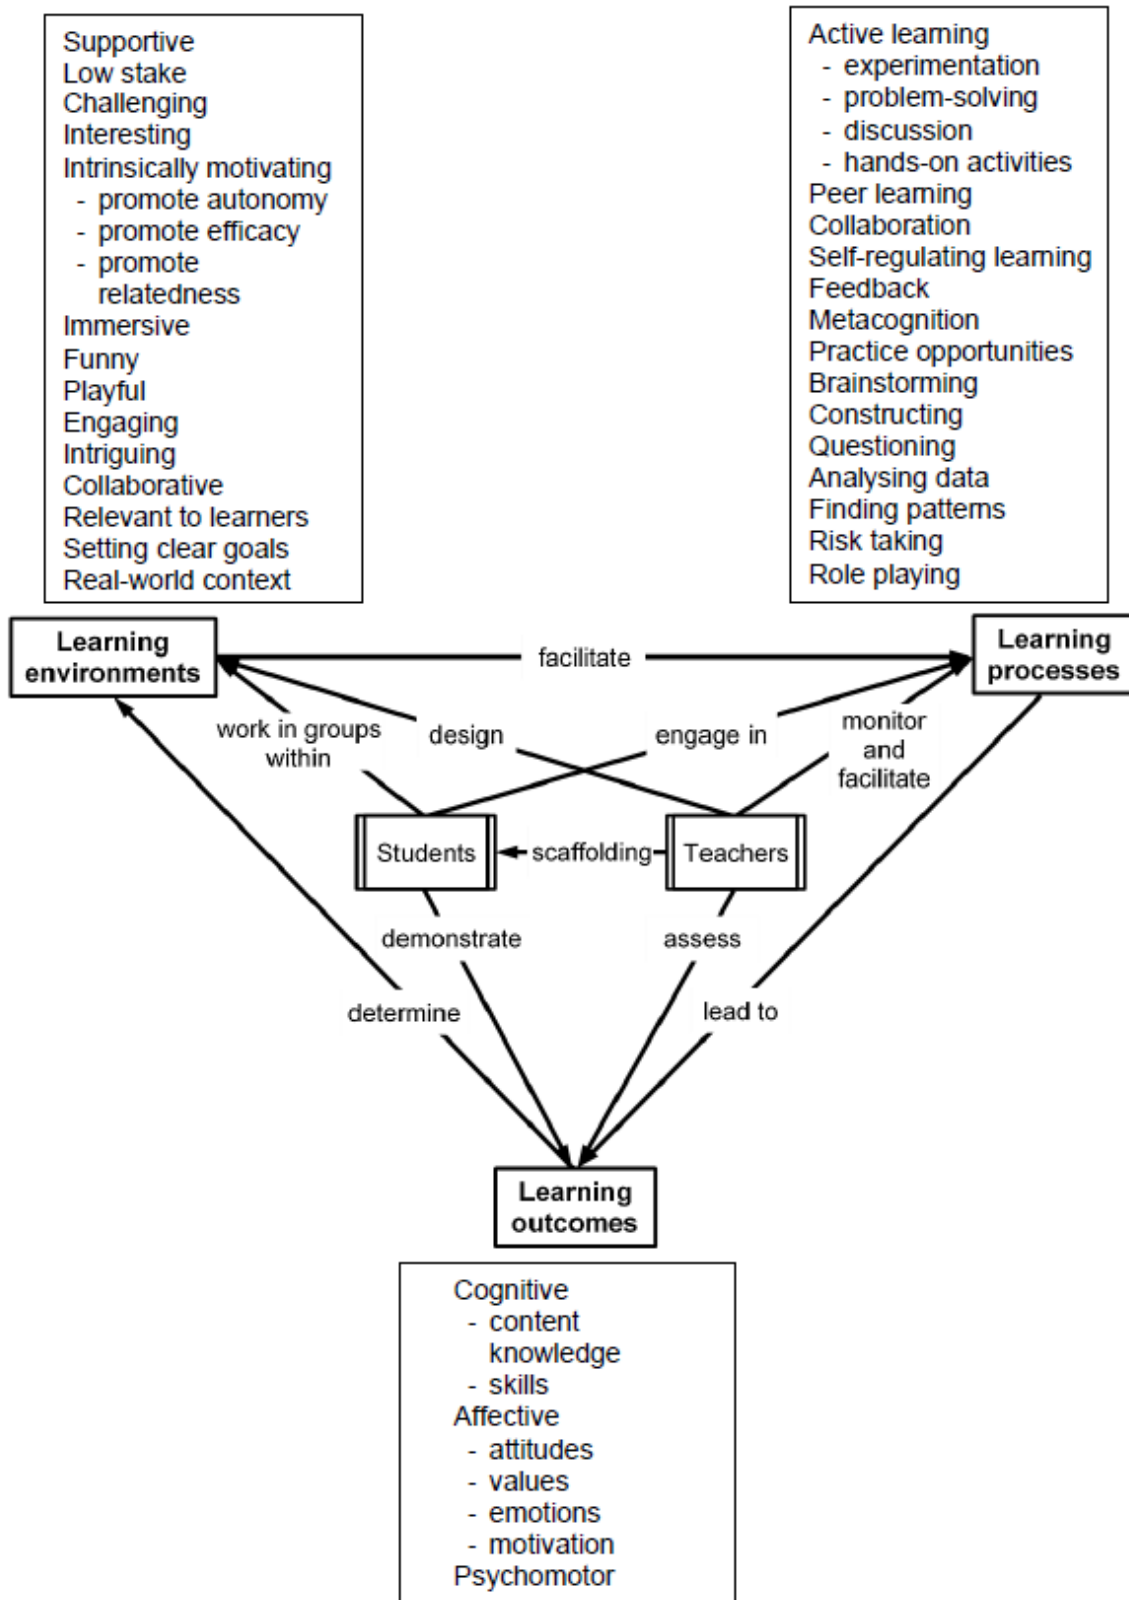 Supportive
Low stake
Challenging
Interesting
Intrinsically motivating
- promote autonomy
- promote efficacy
- promote
relatedness
Immersive
Funny
Playful
Engaging
Intriguing
Collaborative
Relevant to learners
Setting clear goals
Real-world context
Active learning
- experimentation
- problem-solving
- discussion
- hands-on activities
Peer learning
Collaboration
Self-regulating learning
Feedback
Metacognition
Practice opportunities
Brainstorming
Constructing
Questioning
Analysing data
Finding patterns
Risk taking
Role playing
Learning
environments
facilitate
Learning
processes
work in groups
within
design
engage in
monitor
and
facilitate
Students
scaffolding
Teachers
demonstrate
assess
determine
lead to
Learning
outcomes
Cognitive
- content
knowledge
- skills
Affective
- attitudes
- values
- emotions
- motivation
Psychomotor